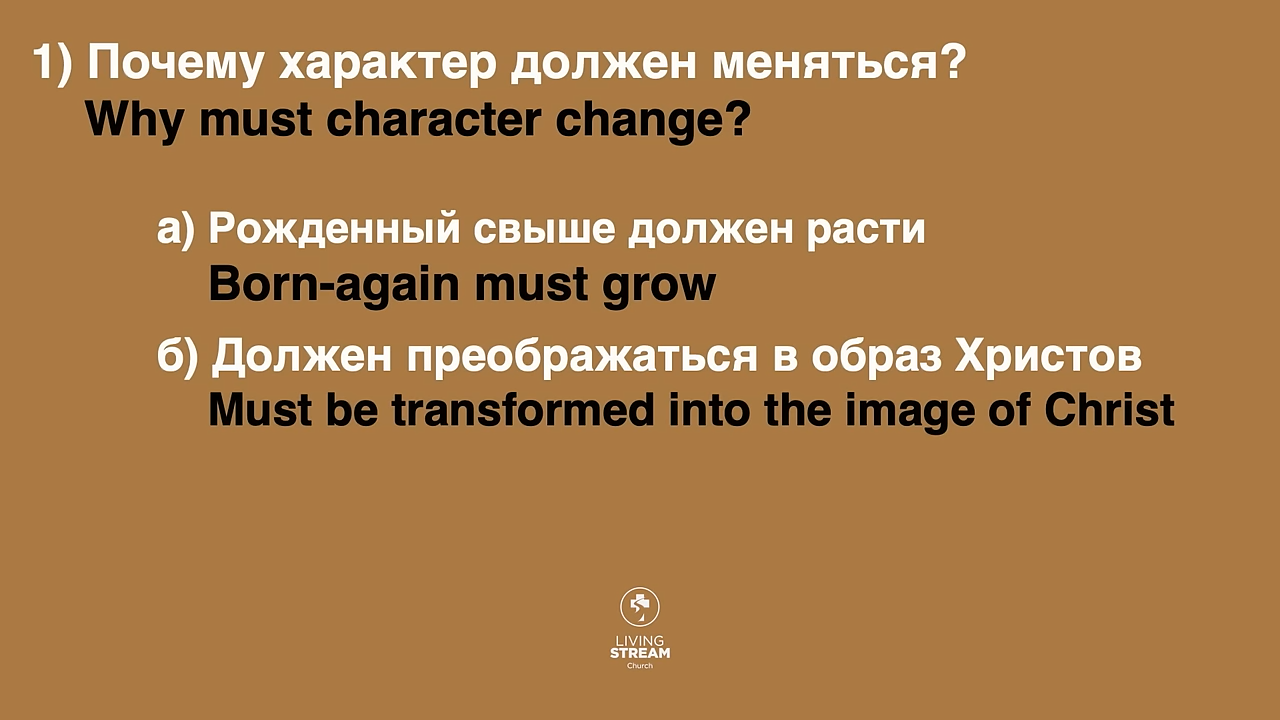 1) Почему характер должен меняться?
Why must character change?
а) Рожденный свыше должен расти
Born-again must grow
б) Должен преображаться в образ Христов
Must be transformed into the image of Christ
LIVING
STREAM
Church